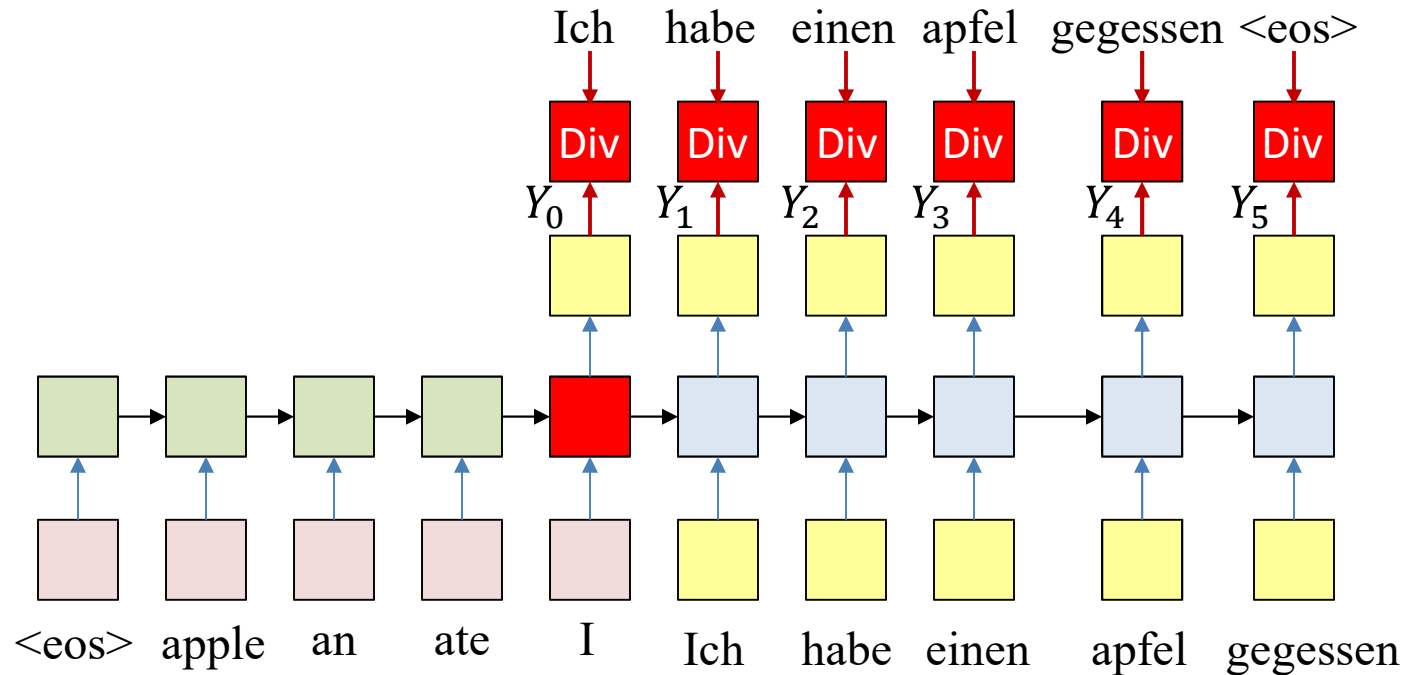 Ich habe einen apfel gegessen <eos>
Div Div Div Div Div Div
Y0 Y1 Y2 Y3 Y4 Y5
<eos> apple an ate I Ich habe einen apfel gegessen